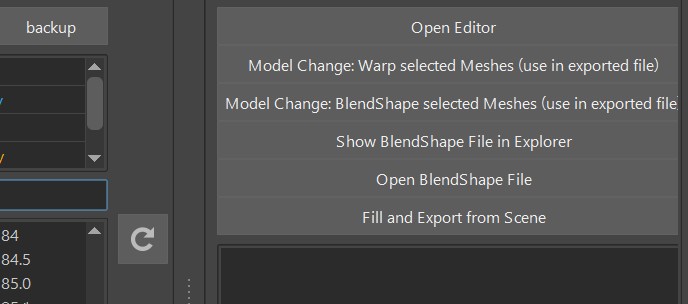 backup
Open Editor
Model Change: Warp selected Meshes (use in exported file)
Model Change: BlendShape selected Meshes (use in exported file
Show BlendShape File in Explorer
Open BlendShape File
Fill and Export from Scene
y
y
84
84.5
85.0